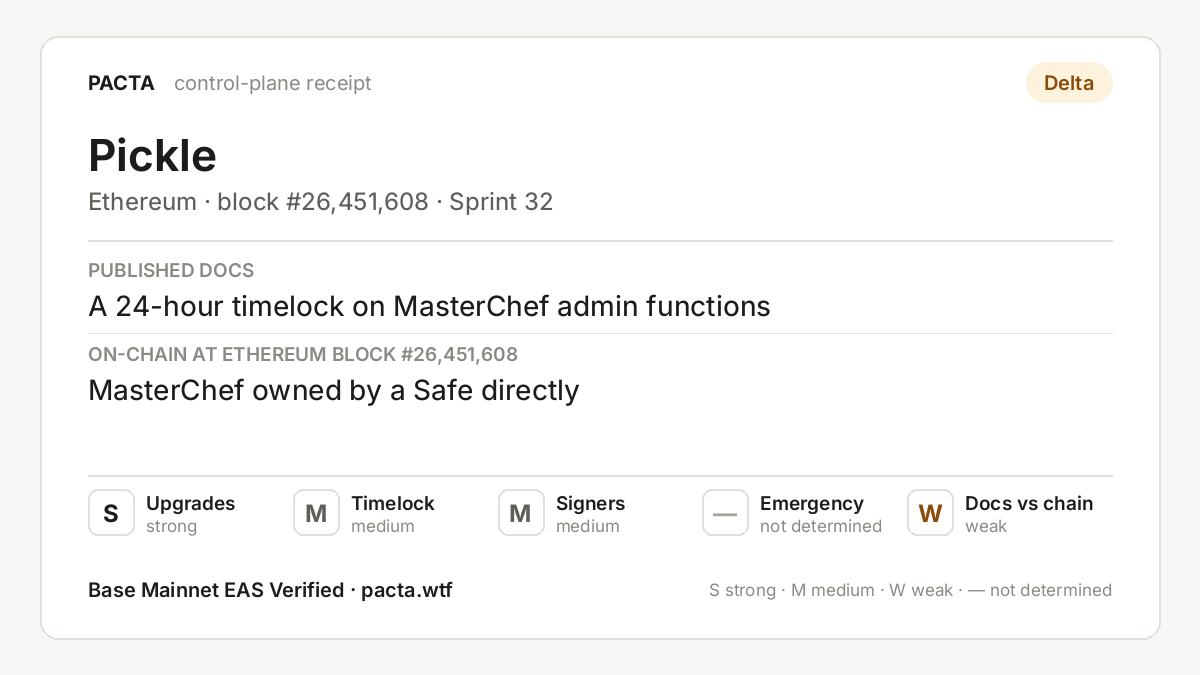 PACTA control-plane receipt Delta
Pickle
Ethereum · block #26,451,608 · Sprint 32
PUBLISHED DOCS
A 24-hour timelock on MasterChef admin functions
ON-CHAIN AT ETHEREUM BLOCK #26,451,608
MasterChef owned by a Safe directly
S Upgrades strong
M Timelock medium
M Signers medium
— Emergency not determined
W Docs vs chain weak
Base Mainnet EAS Verified · pacta.wtf
S strong · M medium · W weak · — not determined